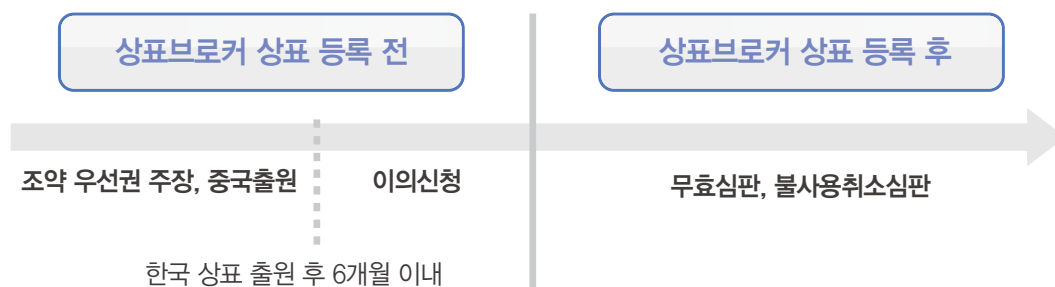 상표브로커 상표 등록 전
상표브로커 상표 등록 후
조약 우선권 주장, 중국출원
이의신청
무효심판, 불사용취소심판
한국 상표 출원 후 6개월 이내